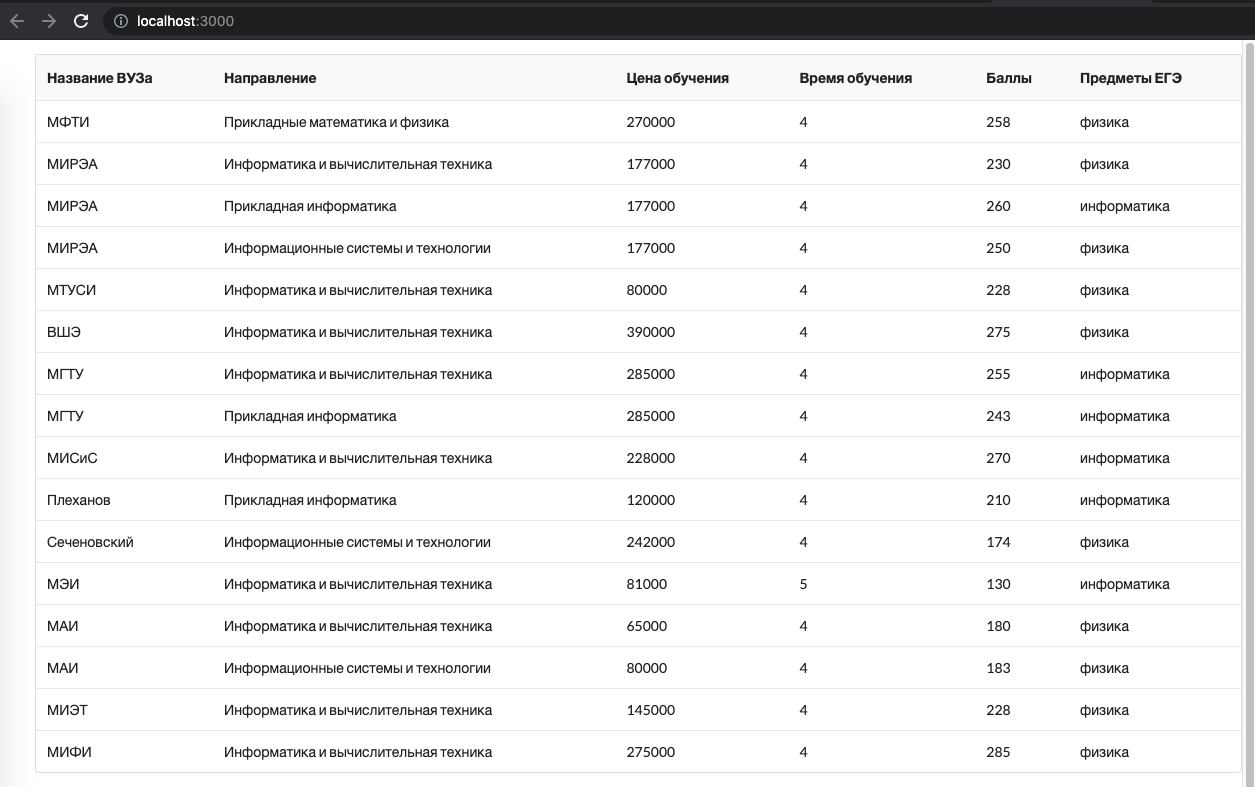 localhost:3000
Название ВУЗа Направление Цена обучения Время обучения Баллы Предметы ЕГЭ
МФТИ Прикладные математика и физика 270000 4 258 физика
МИРЭА Информатика и вычислительная техника 177000 4 230 физика
МИРЭА Прикладная информатика 177000 4 260 информатика
МИРЭА Информационные системы и технологии 177000 4 250 физика
МТУСИ Информатика и вычислительная техника 80000 4 228 физика
ВШЭ Информатика и вычислительная техника 390000 4 275 физика
МГТУ Информатика и вычислительная техника 285000 4 255 информатика
МГТУ Прикладная информатика 285000 4 243 информатика
МИСиС Информатика и вычислительная техника 228000 4 270 информатика
Плеханов Прикладная информатика 120000 4 210 информатика
Сеченовский Информационные системы и технологии 242000 4 174 физика
МЭИ Информатика и вычислительная техника 81000 5 130 информатика
МАИ Информатика и вычислительная техника 65000 4 180 физика
МАИ Информационные системы и технологии 80000 4 183 физика
МИЭТ Информатика и вычислительная техника 145000 4 228 физика
МИФИ Информатика и вычислительная техника 275000 4 285 физика